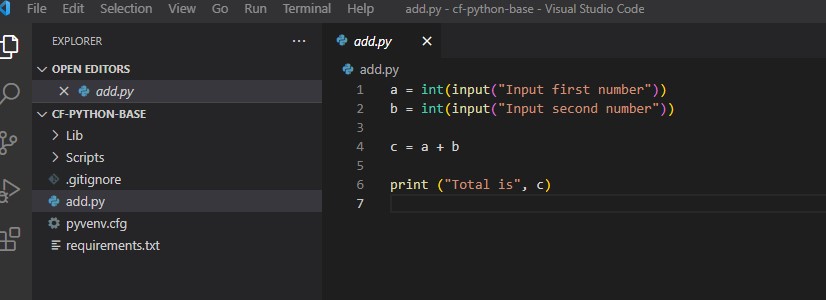 File Edit Selection View Go Run Terminal Help add.py - cf-python-base - Visual Studio Code
EXPLORER ...
OPEN EDITORS
add.py
CF-PYTHON-BASE
Lib
Scripts
.gitignore
add.py
pyvenv.cfg
requirements.txt
add.py
add.py
1 a = int(input("Input first number"))
2 b = int(input("Input second number"))
3
4 c = a + b
5
6 print ("Total is", c)
7